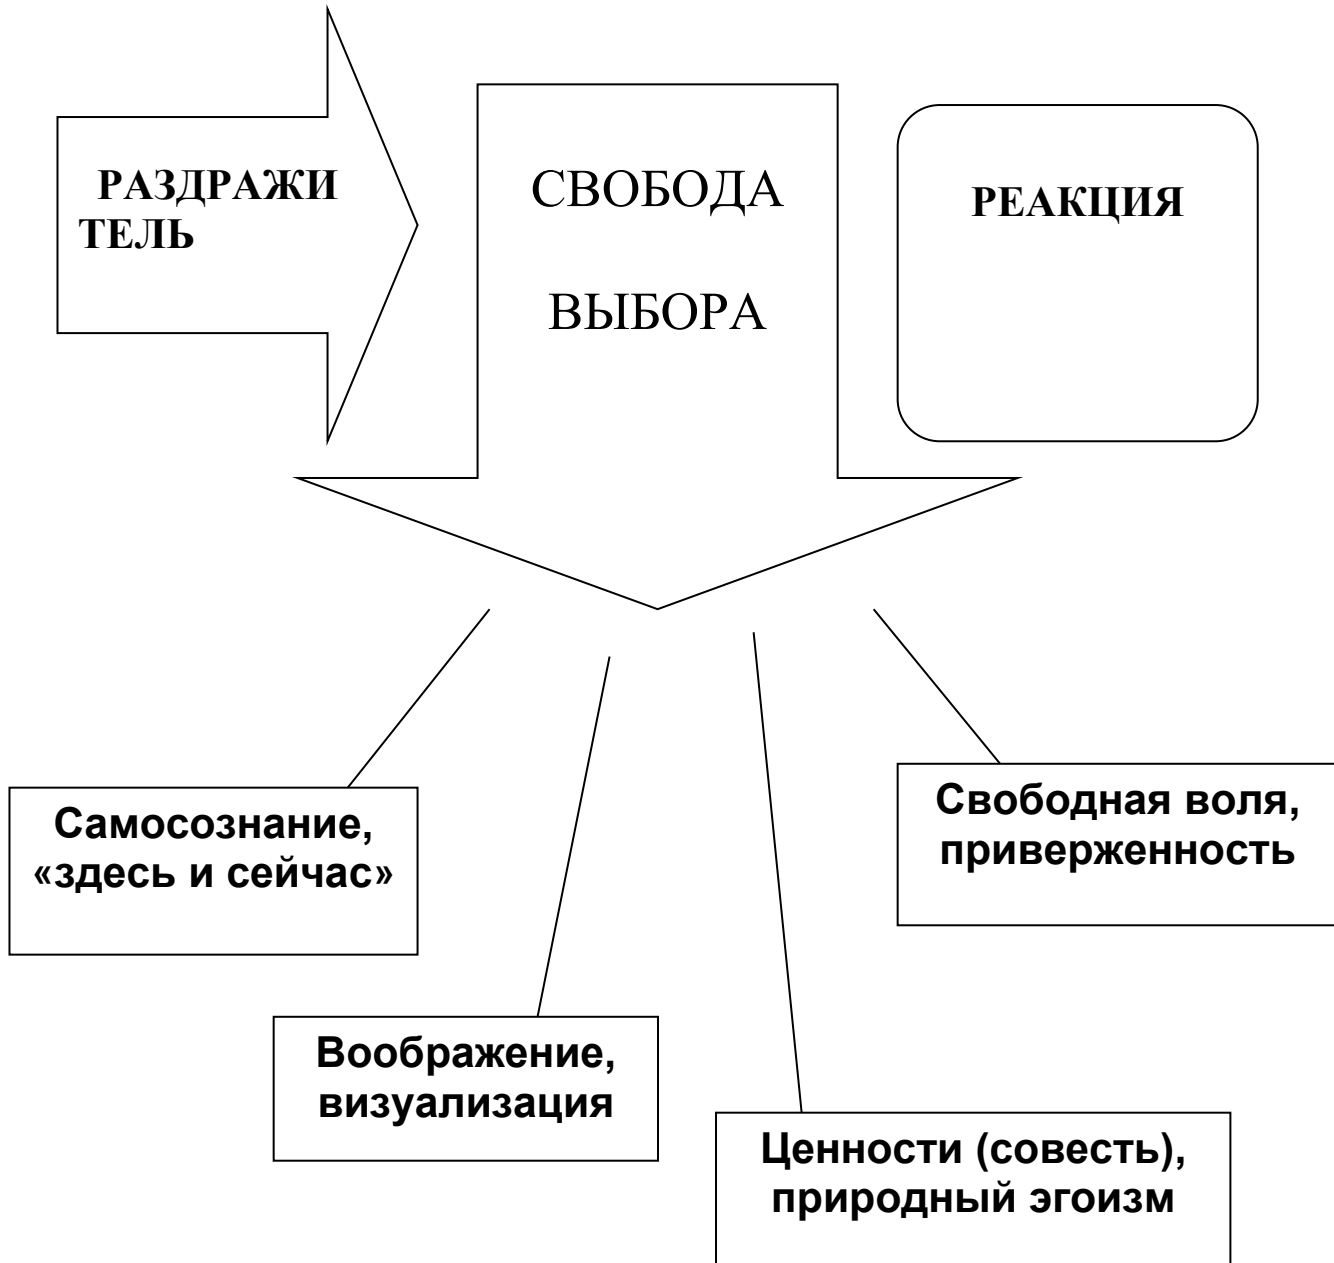 РАЗДРАЖИ
ТЕЛЬ
СВОБОДА
ВЫБОРА
РЕАКЦИЯ
Самосознание,
«здесь и сейчас»
Воображение,
визуализация
Ценности (совесть),
природный эгоизм
Свободная воля,
приверженность